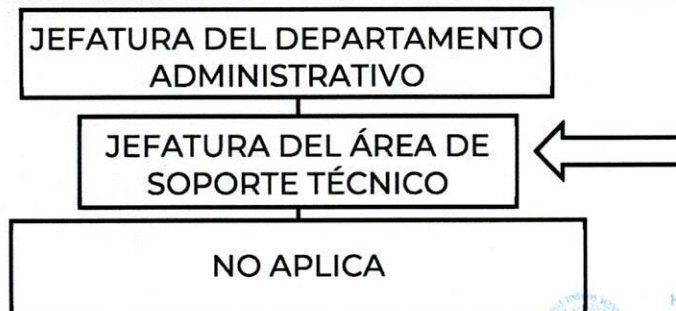 JEFATURA DEL DEPARTAMENTO
ADMINISTRATIVO
JEFATURA DEL ÁREA DE
SOPORTE TÉCNICO
NO APLICA